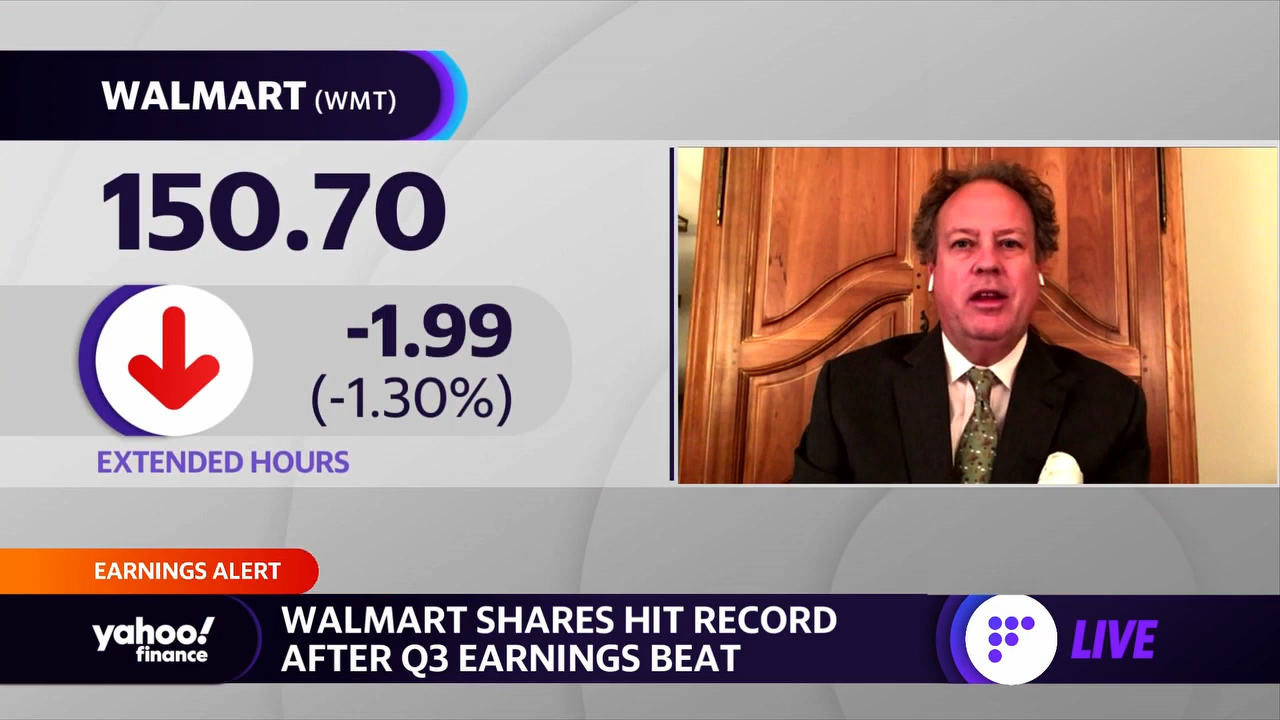 WALMART (WMT)
150.70
-1.99
(-1.30%)
EXTENDED HOURS
EARNINGS ALERT
yahoo!
finance
WALMART SHARES HIT RECORD
AFTER Q3 EARNINGS BEAT
LIVE